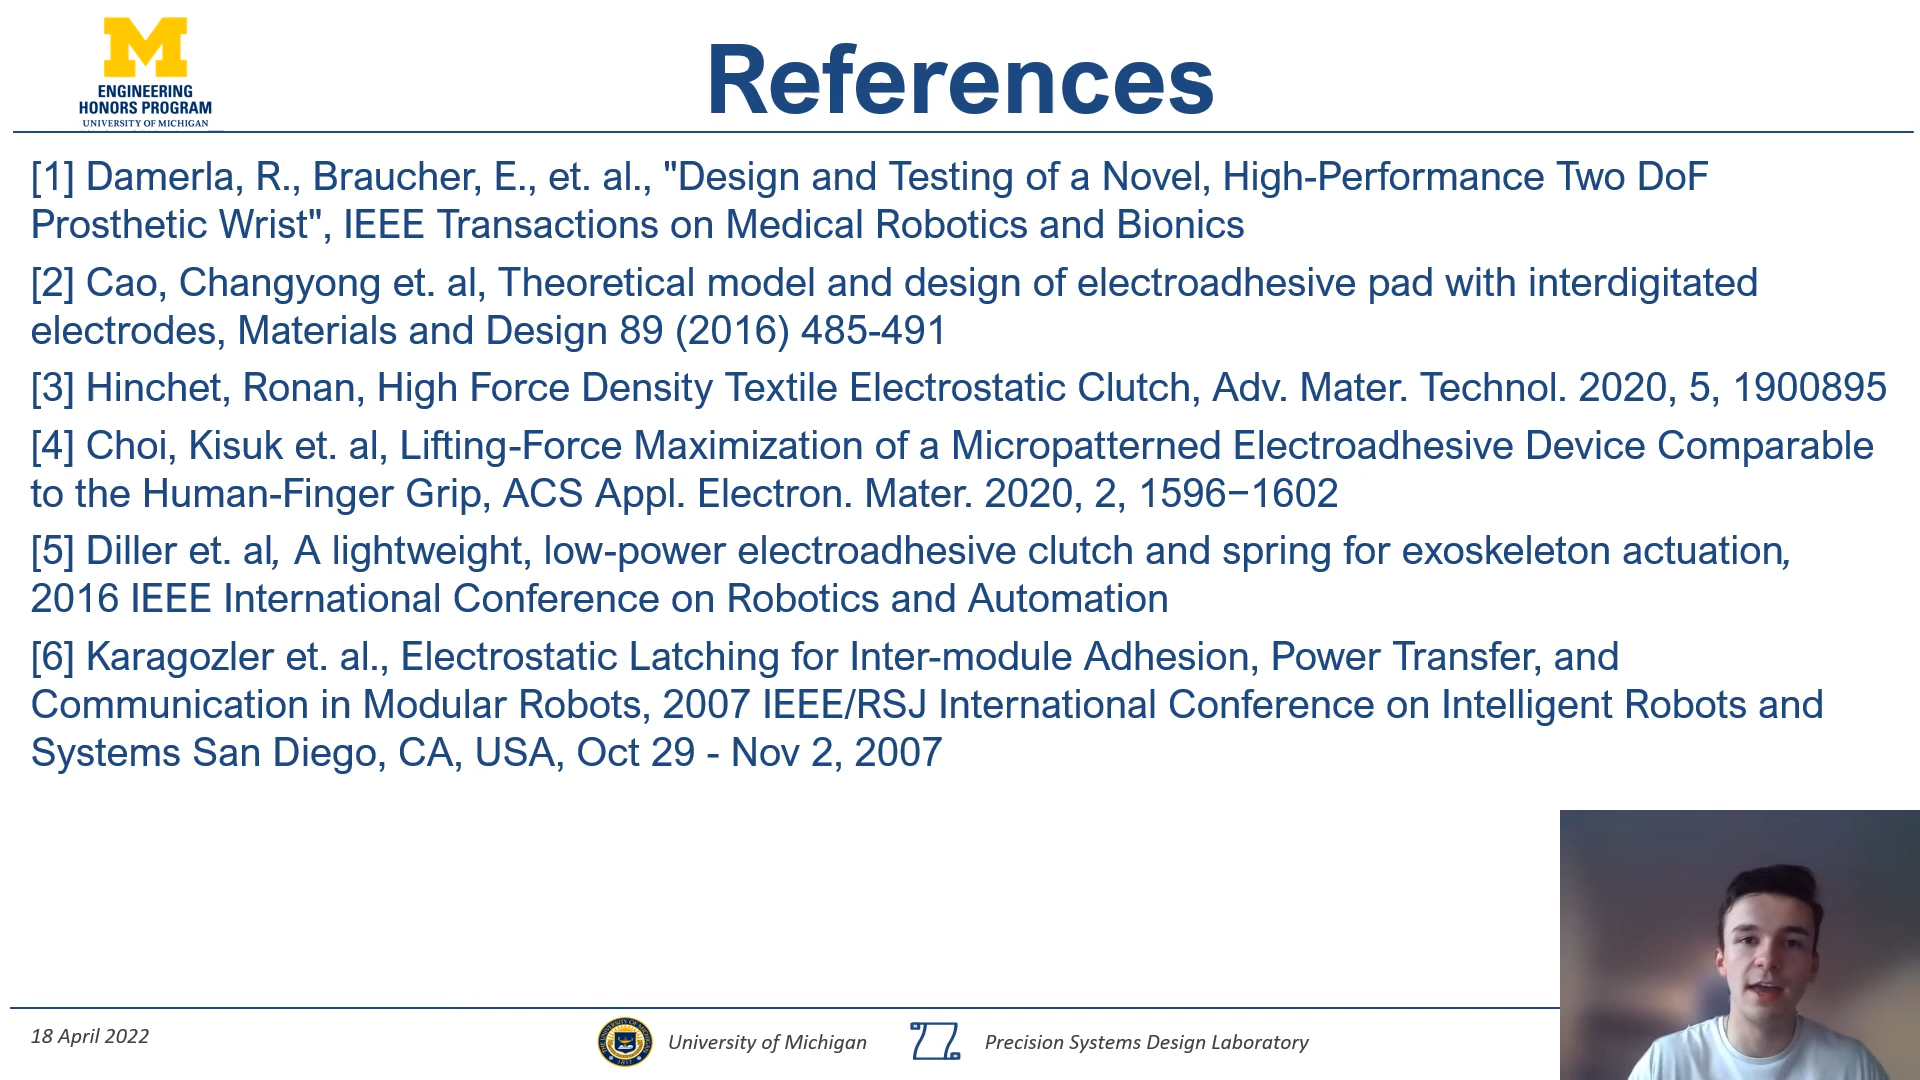 M
ENGINEERING
HONORS PROGRAM
UNIVERSITY OF MICHIGAN
References
[1] Damerla, R., Braucher, E., et. al., "Design and Testing of a Novel, High-Performance Two DoF
Prosthetic Wrist", IEEE Transactions on Medical Robotics and Bionics
[2] Cao, Changyong et. al, Theoretical model and design of electroadhesive pad with interdigitated
electrodes, Materials and Design 89 (2016) 485-491
[3] Hinchet, Ronan, High Force Density Textile Electrostatic Clutch, Adv. Mater. Technol. 2020, 5, 1900895
[4] Choi, Kisuk et. al, Lifting-Force Maximization of a Micropatterned Electroadhesive Device Comparable
to the Human-Finger Grip, ACS Appl. Electron. Mater. 2020, 2, 1596−1602
[5] Diller et. al, A lightweight, low-power electroadhesive clutch and spring for exoskeleton actuation,
2016 IEEE International Conference on Robotics and Automation
[6] Karagozler et. al., Electrostatic Latching for Inter-module Adhesion, Power Transfer, and
Communication in Modular Robots, 2007 IEEE/RSJ International Conference on Intelligent Robots and
Systems San Diego, CA, USA, Oct 29 - Nov 2, 2007
18 April 2022
University of Michigan
Precision Systems Design Laboratory